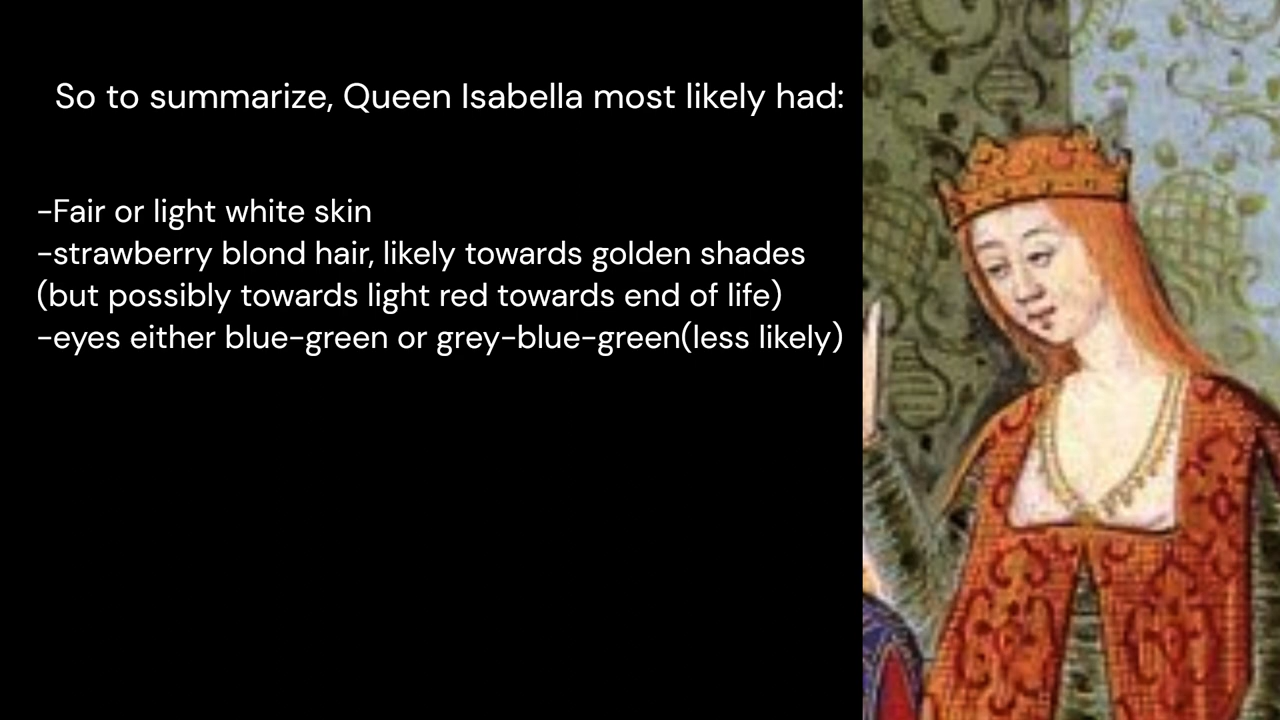 So to summarize, Queen Isabella most likely had:
-Fair or light white skin
-strawberry blond hair, likely towards golden shades
(but possibly towards light red towards end of life)
-eyes either blue-green or grey-blue-green(less likely)